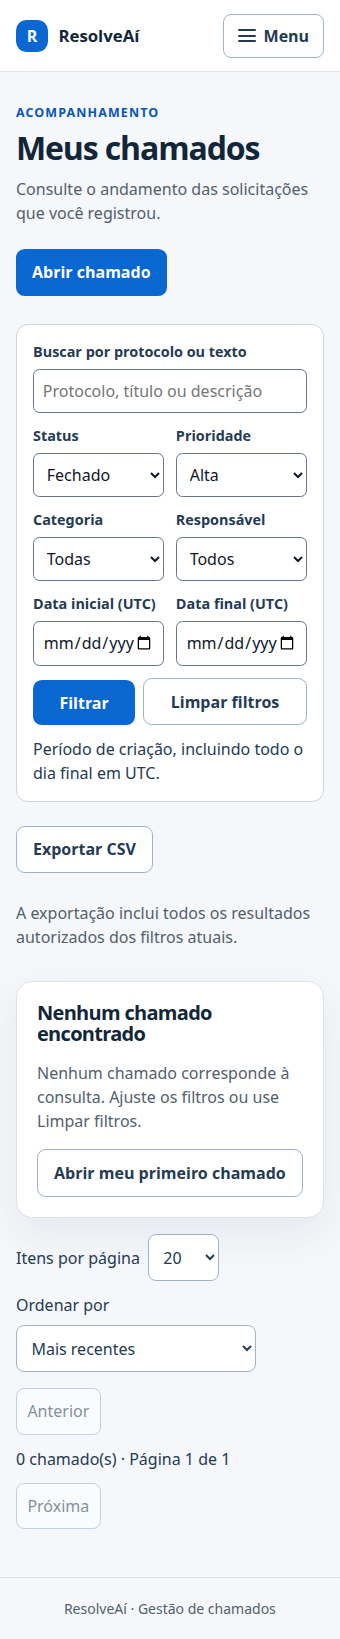 R ResolveAí Menu
ACOMPANHAMENTO
Meus chamados
Consulte o andamento das solicitações
que você registrou.
Abrir chamado
Buscar por protocolo ou texto
Protocolo, título ou descrição
Status Prioridade
Fechado Alta
Categoria Responsável
Todas Todos
Data inicial (UTC) Data final (UTC)
mm/dd/yyy mm/dd/yyy
Filtrar Limpar filtros
Período de criação, incluindo todo o
dia final em UTC.
Exportar CSV
A exportação inclui todos os resultados
autorizados dos filtros atuais.
Nenhum chamado
encontrado
Nenhum chamado corresponde à
consulta. Ajuste os filtros ou use
Limpar filtros.
Abrir meu primeiro chamado
Itens por página 20
Ordenar por
Mais recentes
Anterior
0 chamado(s) · Página 1 de 1
Próxima
ResolveAí · Gestão de chamados